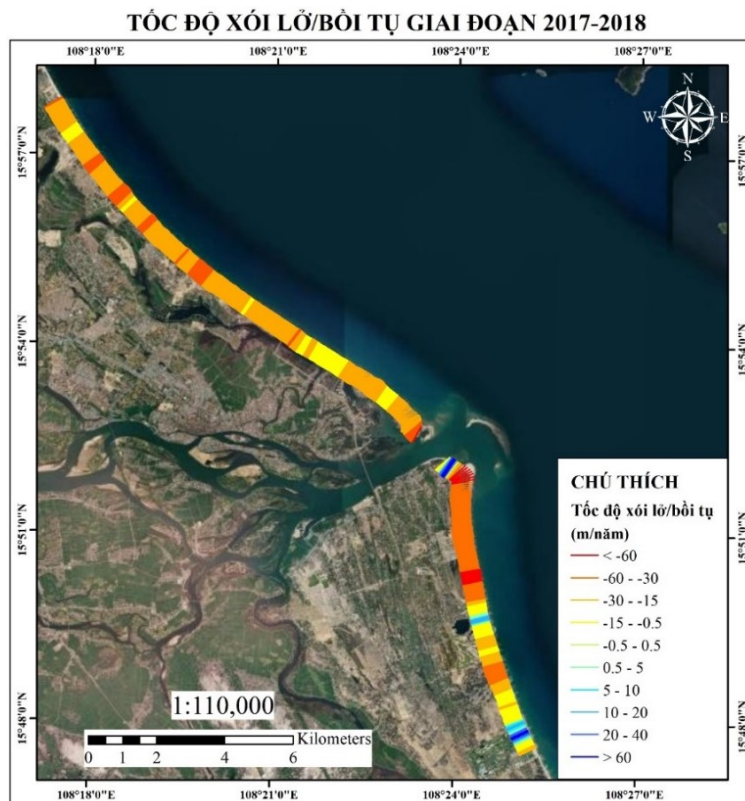 TỐC ĐỘ XÓI LỞ/BỒI TỤ GIAI ĐOẠN 2017-2018
108°18'0"E 108°21'0"E 108°24'0"E 108°27'0"E
N
W E
S
15°57'0"N 15°57'0"N
15°54'0"N 15°54'0"N
15°51'0"N 15°51'0"N
15°48'0"N 15°48'0"N
CHÚ THÍCH
Tốc độ xói lở/bồi tụ
(m/năm)
< -60
-60 - -30
-30 - -15
-15 - -0.5
-0.5 - 0.5
0.5 - 5
5 - 10
10 - 20
20 - 40
> 60
1:110,000
Kilometers
0 1 2 4 6
108°18'0"E 108°21'0"E 108°24'0"E 108°27'0"E